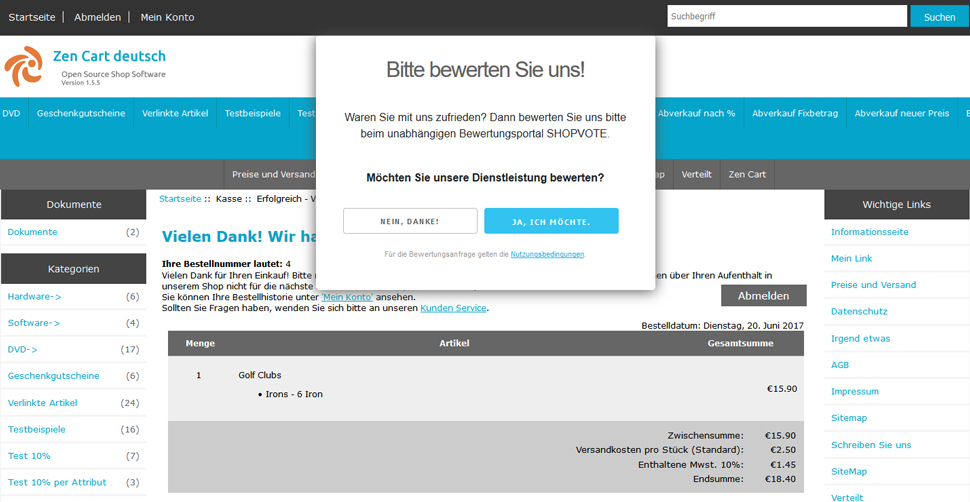 Startseite | Abmelden | Mein Konto
Suchbegriff
Suchen
Zen Cart deutsch
Open Source Shop Software
Version 1.5.5
DVD
Geschenkgutscheine
Verlinkte Artikel
Testbeispiele
Abverkauf nach %
Abverkauf Fixbetrag
Abverkauf neuer Preis
Preise und Versand
Verteilt
Zen Cart
Bitte bewerten Sie uns!
Waren Sie mit uns zufrieden? Dann bewerten Sie uns bitte
beim unabhängigen Bewertungsportal SHOPVOTE.
Möchten Sie unsere Dienstleistung bewerten?
NEIN, DANKE!
JA, ICH MÖCHTE.
Für die Bewertungsanfrage gelten die Nutzungsbedingungen.
Dokumente
Dokumente (2)
Kategorien
Hardware-> (6)
Software-> (4)
DVD-> (17)
Geschenkgutscheine (6)
Verlinkte Artikel (24)
Testbeispiele (16)
Test 10% (7)
Test 10% per Attribut (3)
Startseite :: Kasse :: Erfolgreich - V
Vielen Dank! Wir ha
Ihre Bestellnummer lautet: 4
Vielen Dank für Ihren Einkauf! Bitte
en über Ihren Aufenthalt in
unserem Shop nicht für die nächste
Sie können Ihre Bestellhistorie unter 'Mein Konto' ansehen.
Sollten Sie Fragen haben, wenden Sie sich bitte an unseren Kunden Service.
Abmelden
Bestelldatum: Dienstag, 20. Juni 2017
Menge Artikel Gesamtsumme
1 Golf Clubs
• Irons - 6 Iron
€15.90
Zwischensumme: €15.90
Versandkosten pro Stück (Standard): €2.50
Enthaltene Mwst. 10%: €1.45
Endsumme: €18.40
Wichtige Links
Informationsseite
Mein Link
Preise und Versand
Datenschutz
Irgend etwas
AGB
Impressum
Sitemap
Schreiben Sie uns
SiteMap
Verteilt